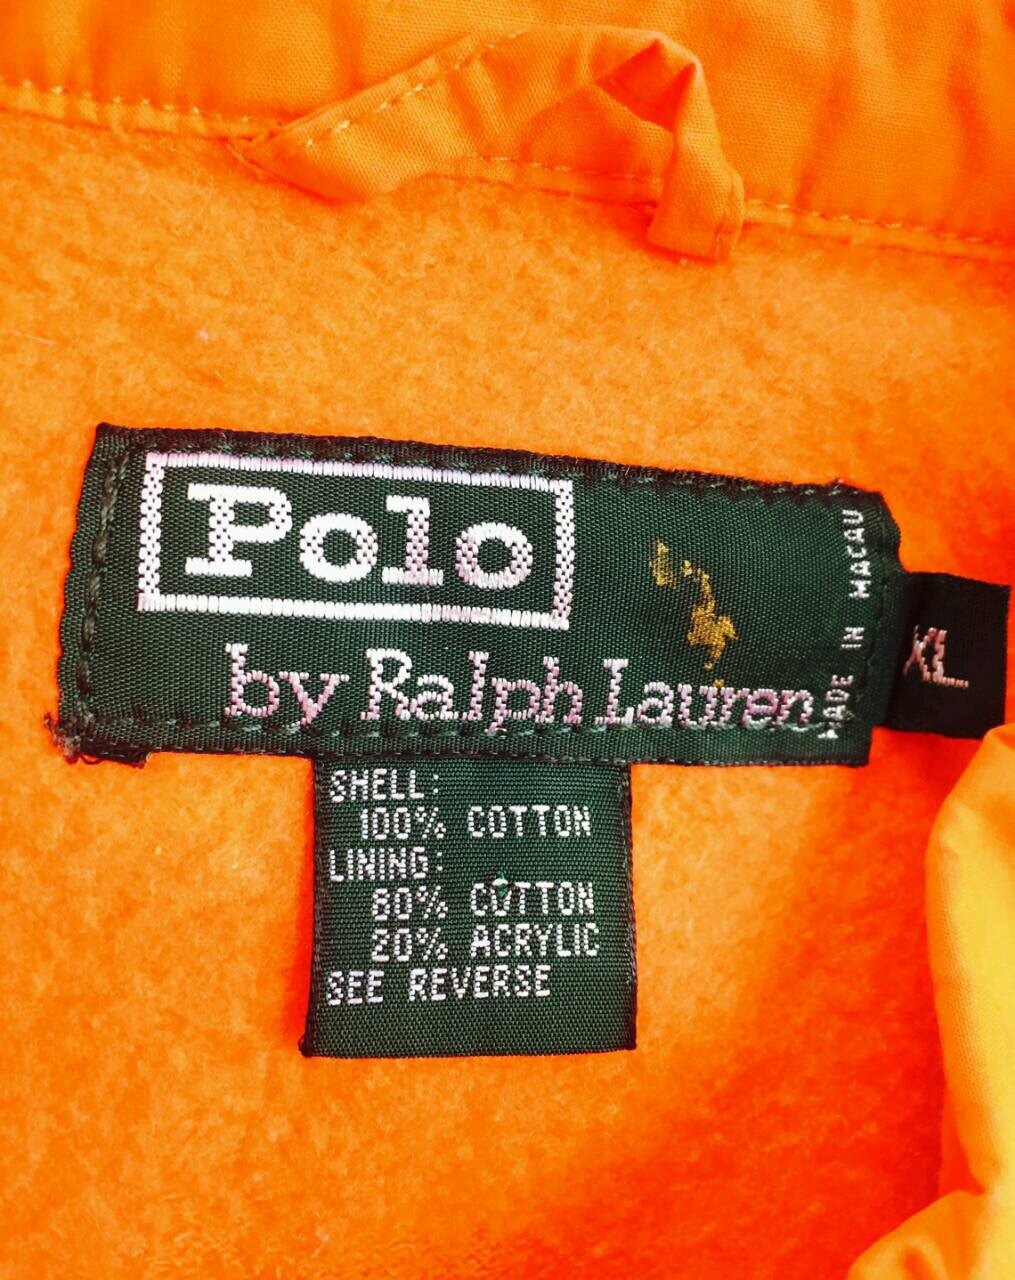 Polo
by Ralph Lauren
MADE IN MACAU
XL
SHELL:
100% COTTON
LINING:
80% COTTON
20% ACRYLIC
SEE REVERSE